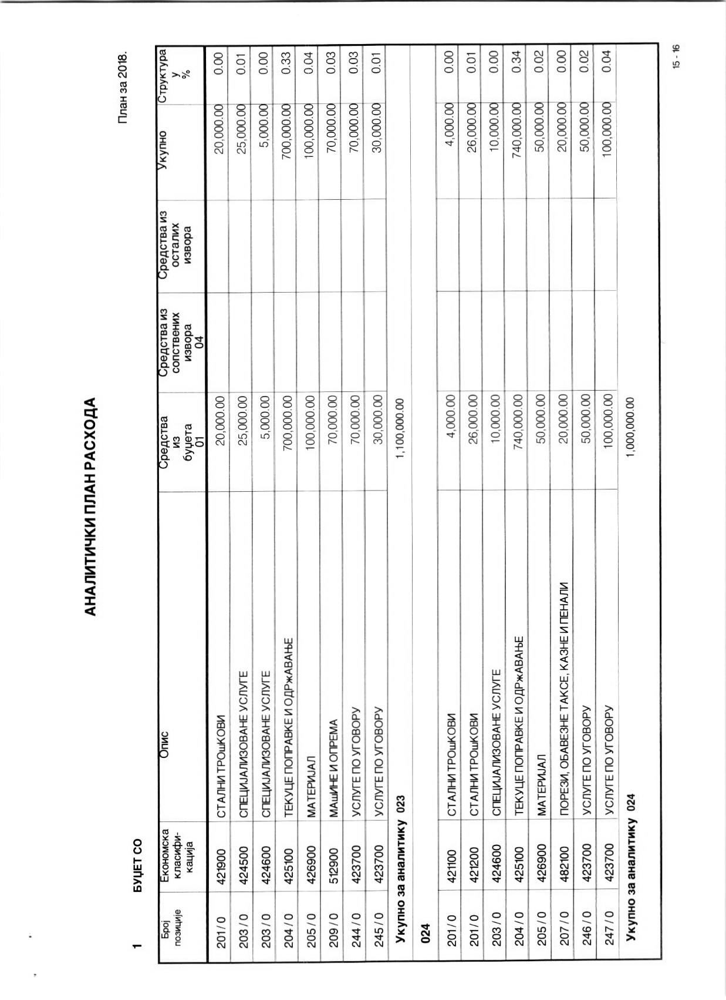 АНАЛИТИЧКИ ПЛАН РАСХОДА
План за 2018.
1 БУЏЕТ СО
Број позиције Економска класифи-кација Опис Средства из буџета 01 Средства из сопствених извора 04 Средства из осталих извора Укупно Структура у %
201 / 0 421900 СТАЛНИ ТРОшКОВИ 20,000.00 20,000.00 0.00
203 / 0 424500 СПЕЦИЈАЛИЗОВАНЕ УСЛУГЕ 25,000.00 25,000.00 0.01
203 / 0 424600 СПЕЦИЈАЛИЗОВАНЕ УСЛУГЕ 5,000.00 5,000.00 0.00
204 / 0 425100 ТЕКУЦЕ ПОПРАВКЕ И ОДРжАВАЊЕ 700,000.00 700,000.00 0.33
205 / 0 426900 МАТЕРИЈАЛ 100,000.00 100,000.00 0.04
209 / 0 512900 МАшИНЕ И ОПРЕМА 70,000.00 70,000.00 0.03
244 / 0 423700 УСЛУГЕ ПО УГОВОРУ 70,000.00 70,000.00 0.03
245 / 0 423700 УСЛУГЕ ПО УГОВОРУ 30,000.00 30,000.00 0.01
Укупно за аналитику 023 1,100,000.00
024
201 / 0 421100 СТАЛНИ ТРОшКОВИ 4,000.00 4,000.00 0.00
201 / 0 421200 СТАЛНИ ТРОшКОВИ 26,000.00 26,000.00 0.01
203 / 0 424600 СПЕЦИЈАЛИЗОВАНЕ УСЛУГЕ 10,000.00 10,000.00 0.00
204 / 0 425100 ТЕКУЦЕ ПОПРАВКЕ И ОДРжАВАЊЕ 740,000.00 740,000.00 0.34
205 / 0 426900 МАТЕРИЈАЛ 50,000.00 50,000.00 0.02
207 / 0 482100 ПОРЕЗИ, ОБАВЕЗНЕ ТАКСЕ, КАЗНЕ И ПЕНАЛИ 20,000.00 20,000.00 0.00
246 / 0 423700 УСЛУГЕ ПО УГОВОРУ 50,000.00 50,000.00 0.02
247 / 0 423700 УСЛУГЕ ПО УГОВОРУ 100,000.00 100,000.00 0.04
Укупно за аналитику 024 1,000,000.00
15 - 16